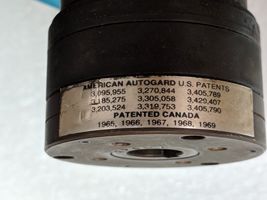 AMERICAN AUTOGARD U.S. PATENTS
3,095,955 3,270,844 3,405,789
3,185,275 3,305,058 3,429,407
3,203,524 3,319,753 3,405,790
PATENTED CANADA
1965, 1966, 1967, 1968, 1969